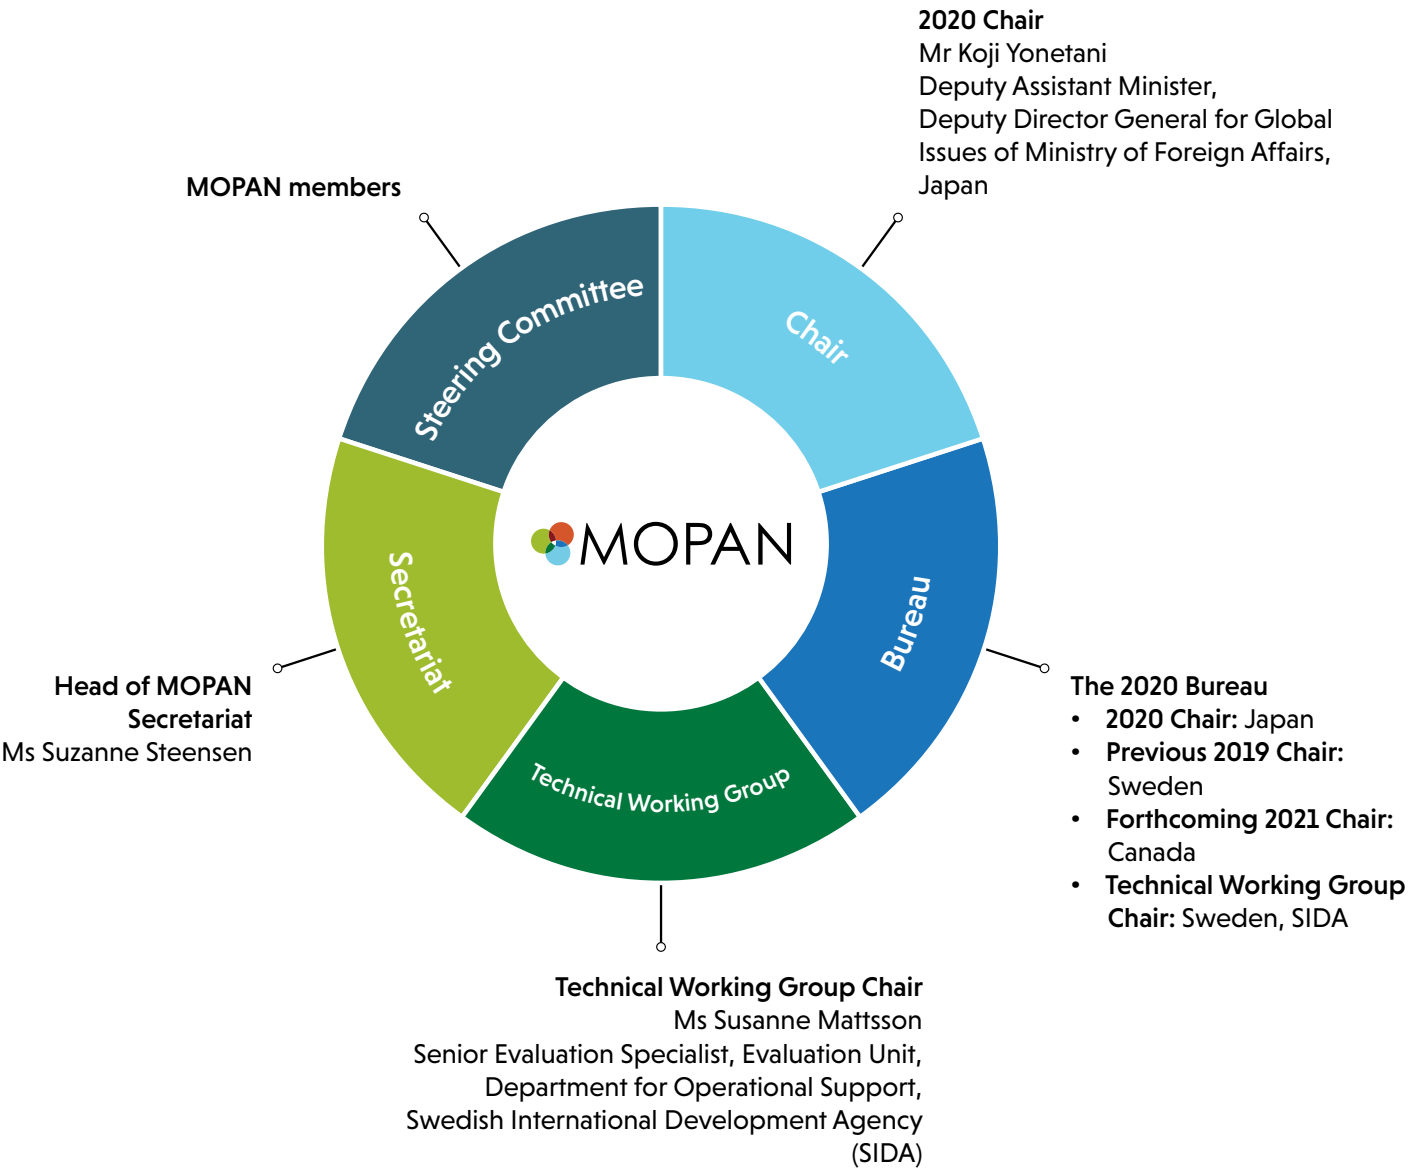 2020 Chair
Mr Koji Yonetani
Deputy Assistant Minister,
Deputy Director General for Global
Issues of Ministry of Foreign Affairs,
Japan
MOPAN members
Steering Committee
Chair
MOPAN
Secretariat
Bureau
Technical Working Group
Head of MOPAN
Secretariat
Ms Suzanne Steensen
The 2020 Bureau
• 2020 Chair: Japan
• Previous 2019 Chair:
Sweden
• Forthcoming 2021 Chair:
Canada
• Technical Working Group
Chair: Sweden, SIDA
Technical Working Group Chair
Ms Susanne Mattsson
Senior Evaluation Specialist, Evaluation Unit,
Department for Operational Support,
Swedish International Development Agency
(SIDA)